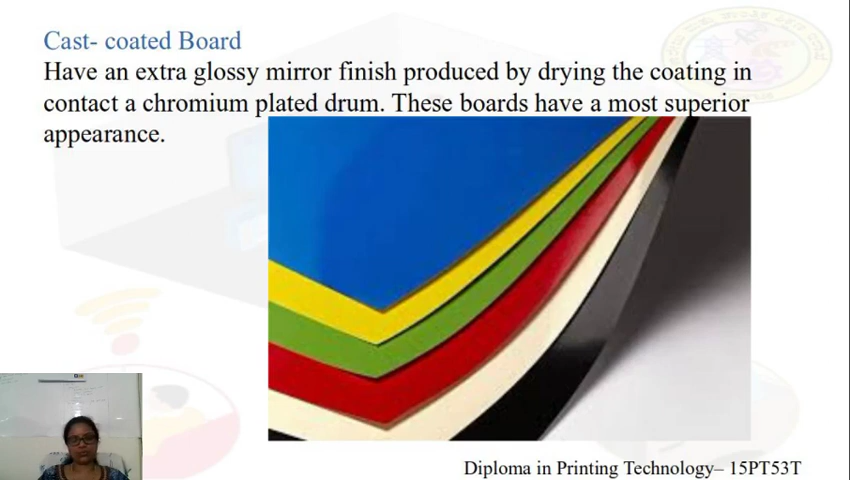 Cast- coated Board
Have an extra glossy mirror finish produced by drying the coating in
contact a chromium plated drum. These boards have a most superior
appearance.
Diploma in Printing Technology– 15PT53T